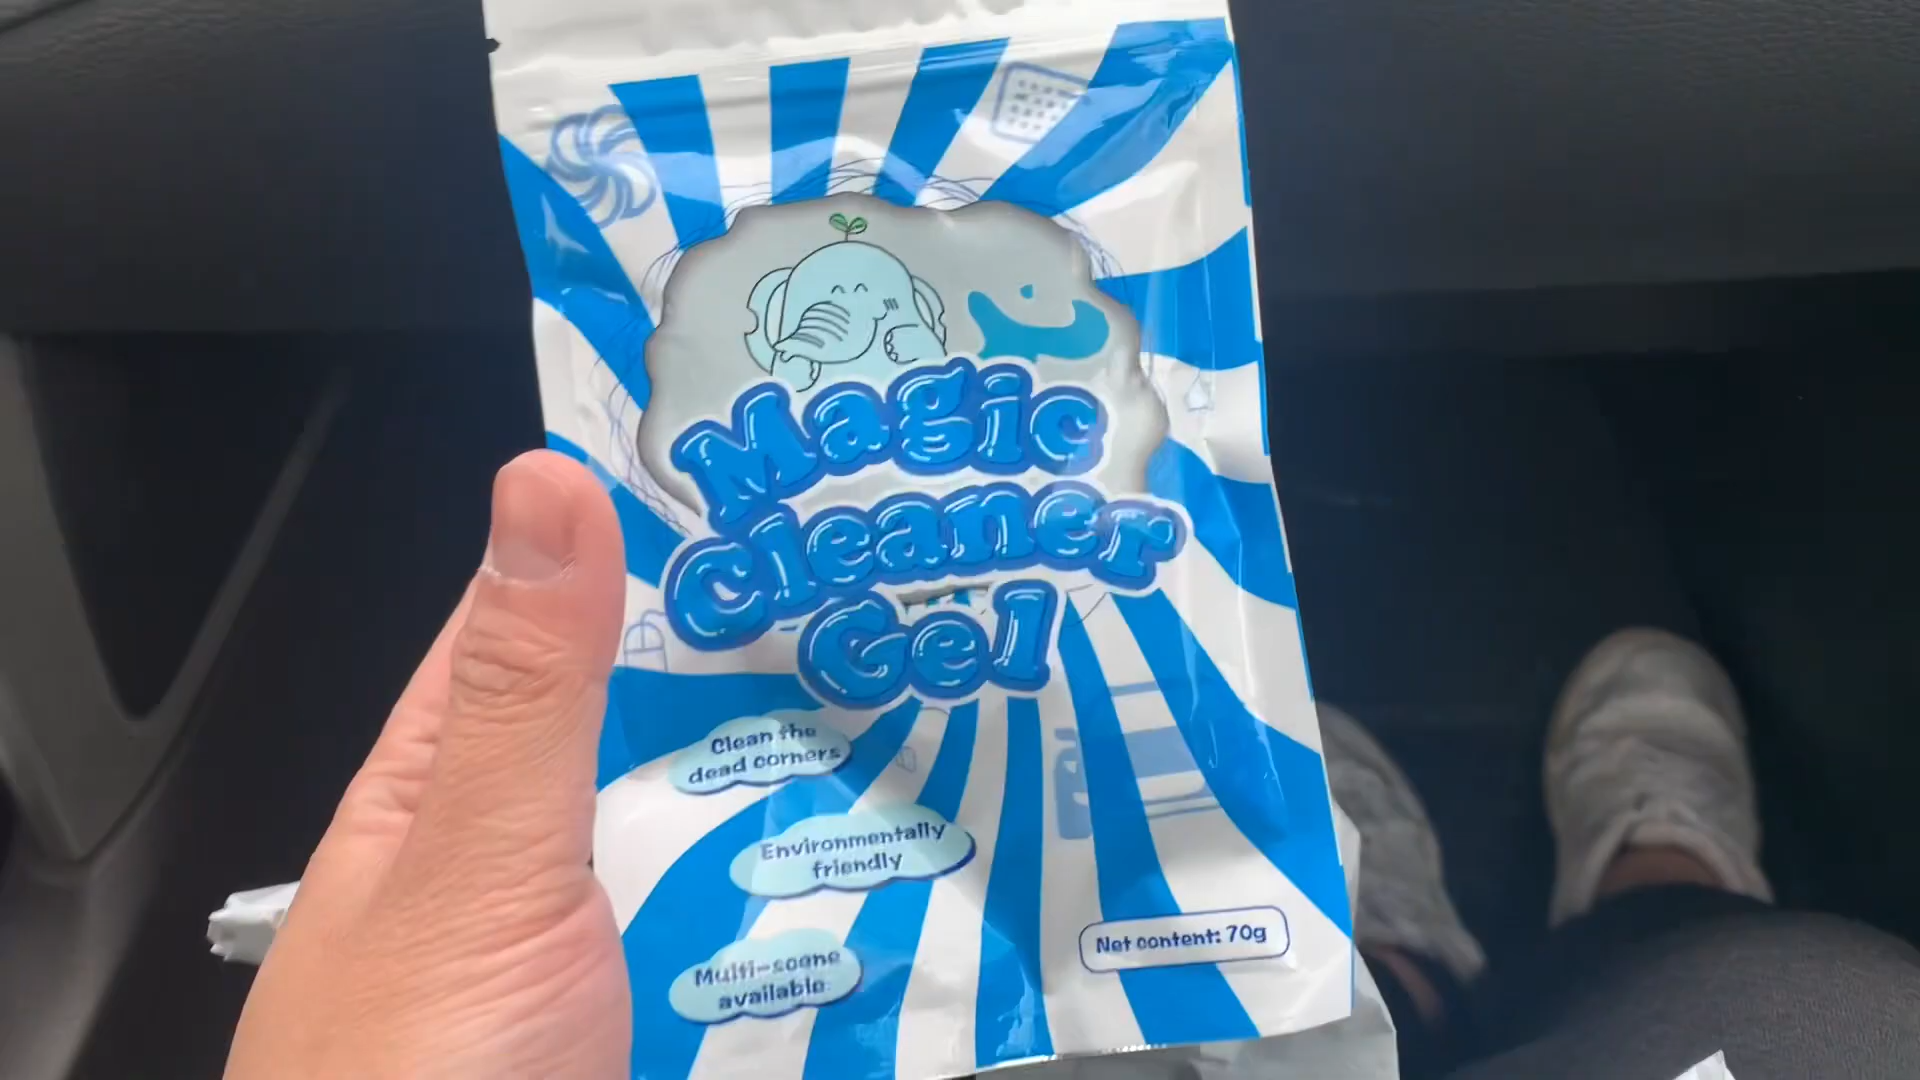 Magic
Cleaner
Gel
Clean the
dead corners
Environmentally
friendly
Multi-scene
available
Net content: 70g